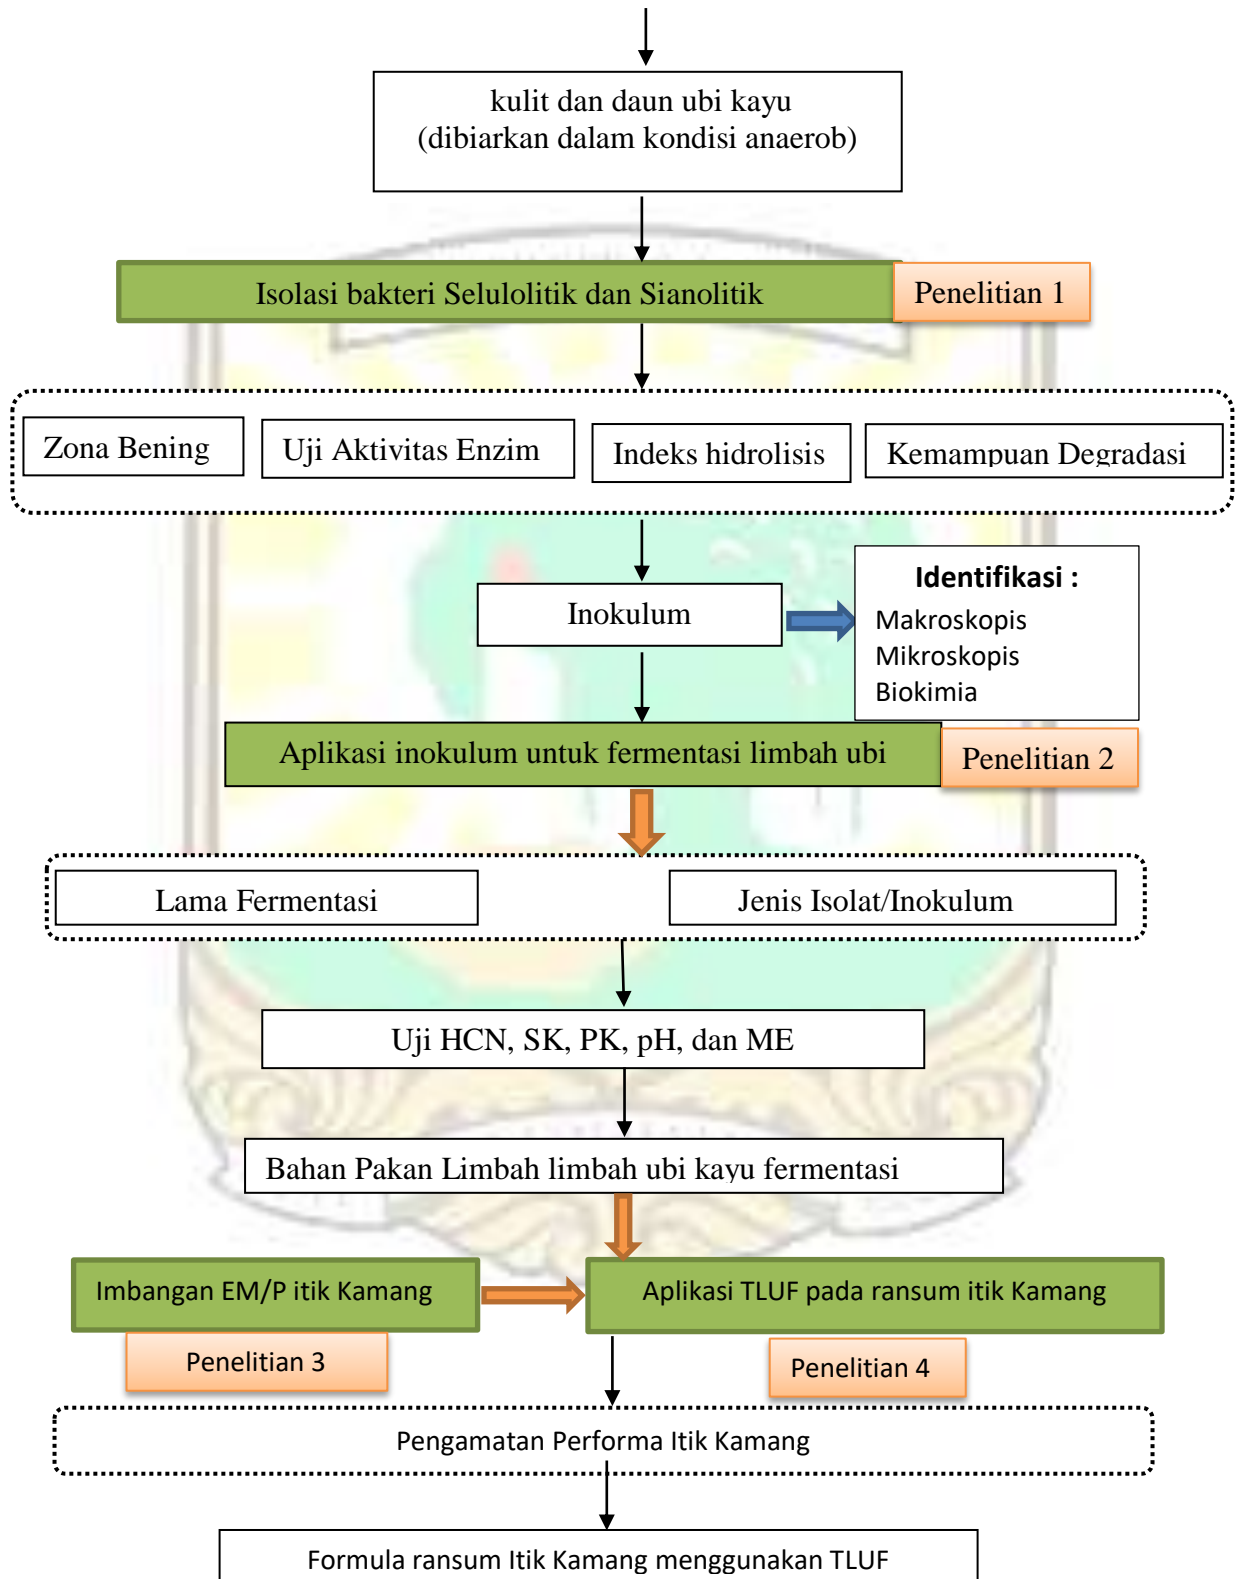 kulit dan daun ubi kayu
(dibiarkan dalam kondisi anaerob)
Isolasi bakteri Selulolitik dan Sianolitik
Penelitian 1
Zona Bening
Uji Aktivitas Enzim
Indeks hidrolisis
Kemampuan Degradasi
Inokulum
Identifikasi :
Makroskopis
Mikroskopis
Biokimia
Aplikasi inokulum untuk fermentasi limbah ubi
Penelitian 2
Lama Fermentasi
Jenis Isolat/Inokulum
Uji HCN, SK, PK, pH, dan ME
Bahan Pakan Limbah limbah ubi kayu fermentasi
Imbangan EM/P itik Kamang
Aplikasi TLUF pada ransum itik Kamang
Penelitian 3
Penelitian 4
Pengamatan Performa Itik Kamang
Formula ransum Itik Kamang menggunakan TLUF